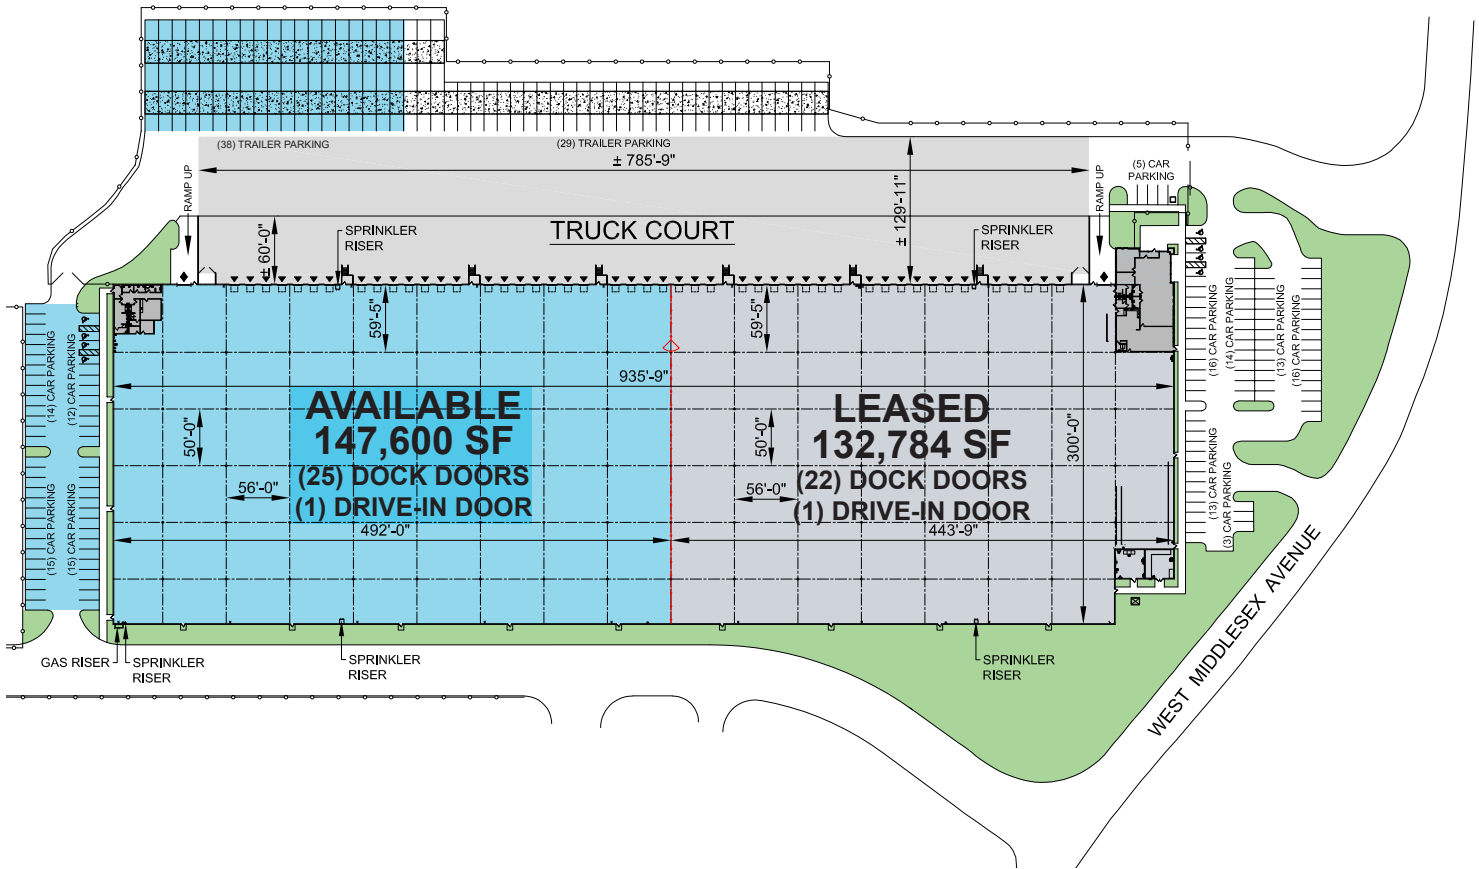 (38) TRAILER PARKING
(29) TRAILER PARKING
± 785'-9"
RAMP UP
± 60'-0"
SPRINKLER
RISER
TRUCK COURT
± 129'-11"
SPRINKLER
RISER
RAMP UP
(5) CAR
PARKING
59'-5"
59'-5"
935'-9"
AVAILABLE
147,600 SF
(25) DOCK DOORS
(1) DRIVE-IN DOOR
50'-0"
56'-0"
492'-0"
LEASED
132,784 SF
(22) DOCK DOORS
(1) DRIVE-IN DOOR
50'-0"
56'-0"
443'-9"
300'-0"
(14) CAR PARKING
(12) CAR PARKING
(15) CAR PARKING
(15) CAR PARKING
(16) CAR PARKING
(14) CAR PARKING
(13) CAR PARKING
(16) CAR PARKING
(13) CAR PARKING
(3) CAR PARKING
GAS RISER
SPRINKLER
RISER
SPRINKLER
RISER
SPRINKLER
RISER
WEST MIDDLESEX AVENUE